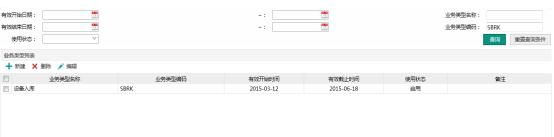 有效开始日期： ~： 业务类型名称：
有效结束日期： ~： 业务类型编码： SBRK
使用状态： 查询 重置查询条件
业务类型列表
新建 删除 编辑
业务类型名称 业务类型编码 有效开始时间 有效截止时间 使用状态 备注
设备入库 SBRK 2015-03-12 2015-06-18 启用